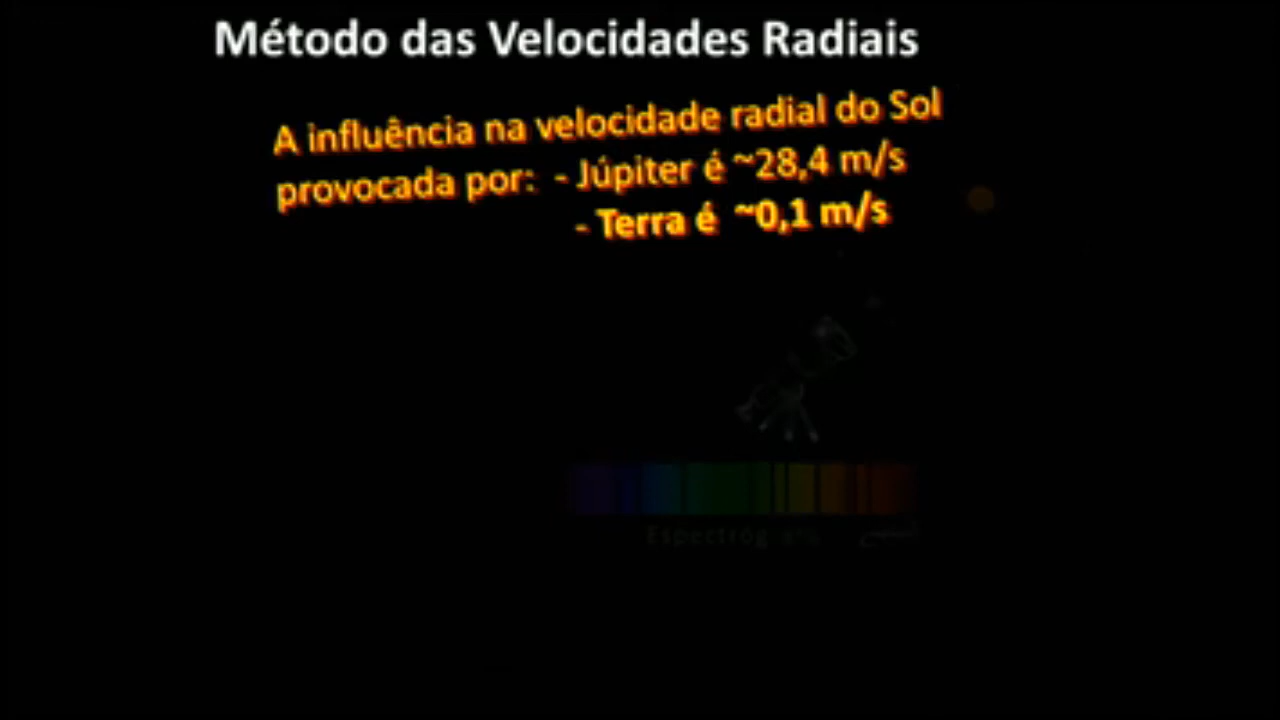 Método das Velocidades Radiais
A influência na velocidade radial do Sol
provocada por: - Júpiter é ~28,4 m/s
- Terra é ~0,1 m/s